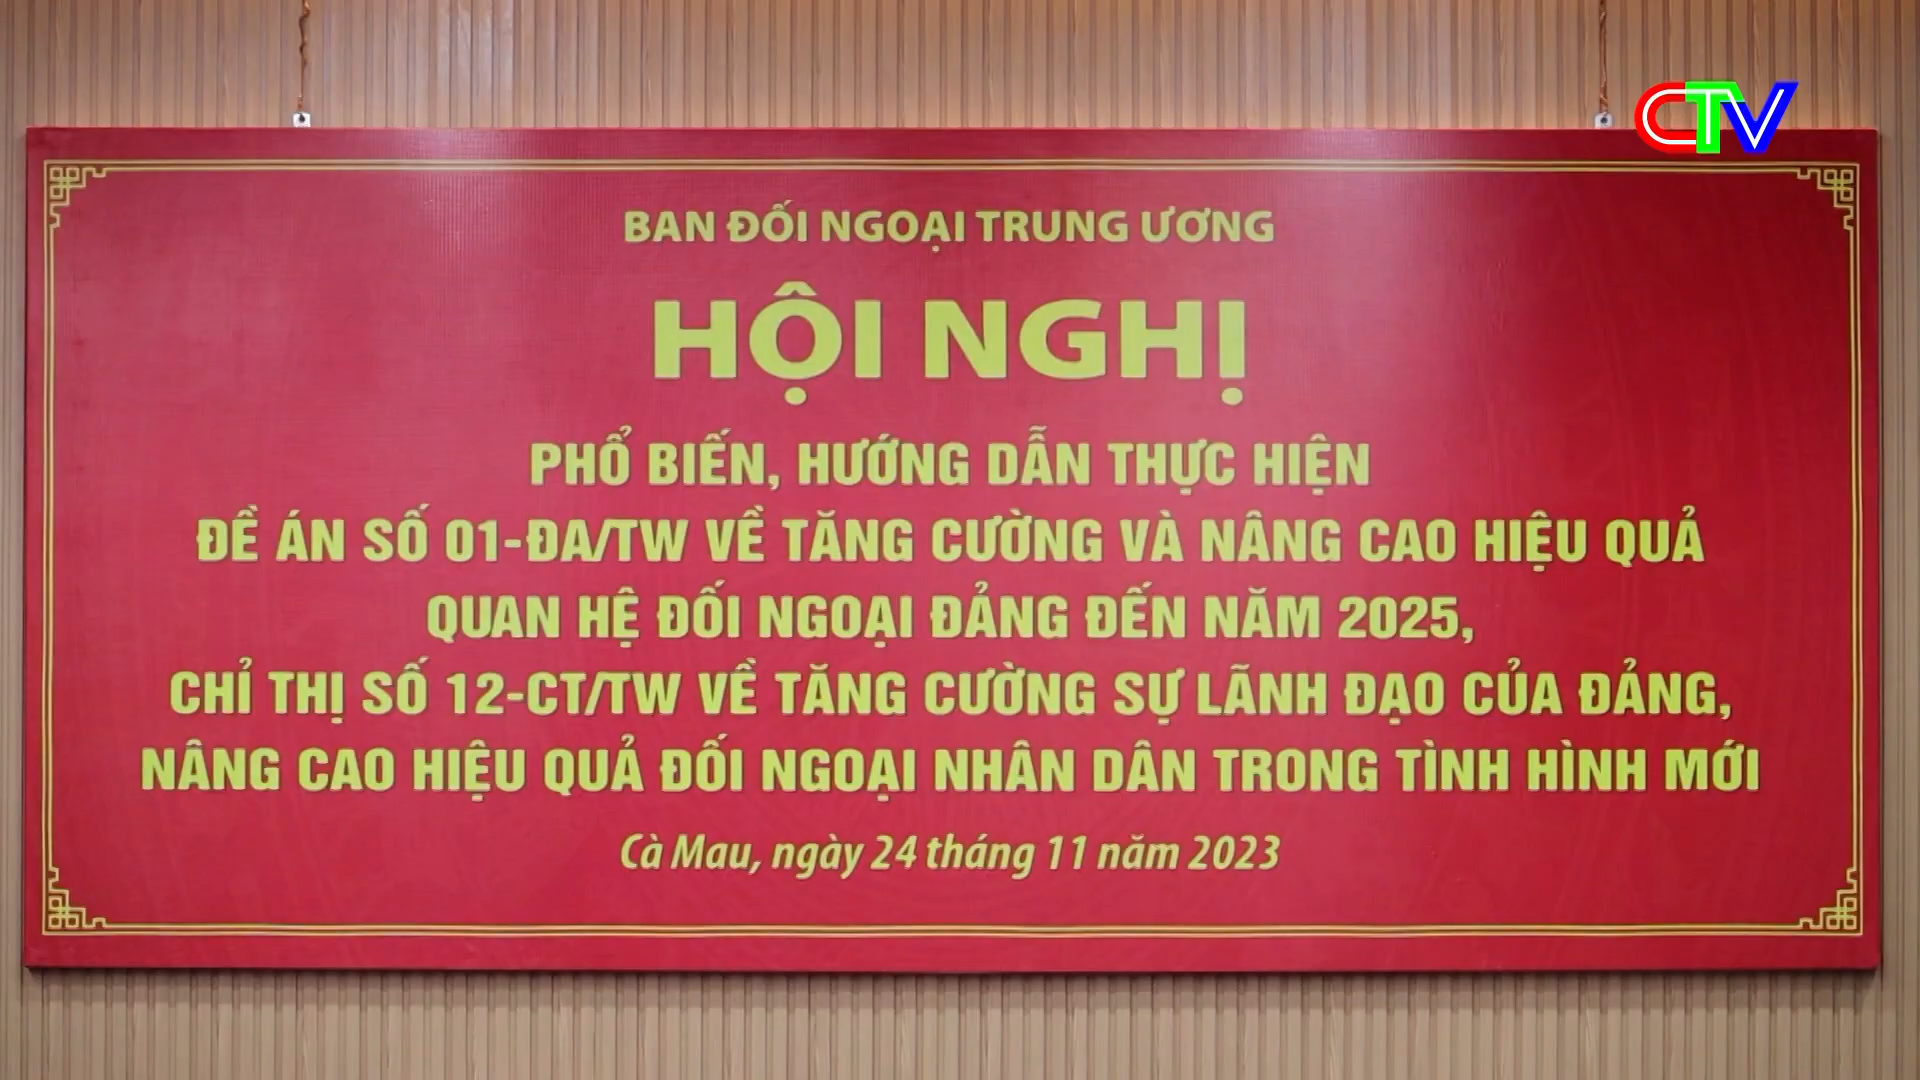 CTV
BAN ĐỐI NGOẠI TRUNG ƯƠNG
HỘI NGHỊ
PHỔ BIẾN, HƯỚNG DẪN THỰC HIỆN
ĐỀ ÁN SỐ 01-ĐA/TW VỀ TĂNG CƯỜNG VÀ NÂNG CAO HIỆU QUẢ
QUAN HỆ ĐỐI NGOẠI ĐẢNG ĐẾN NĂM 2025,
CHỈ THỊ SỐ 12-CT/TW VỀ TĂNG CƯỜNG SỰ LÃNH ĐẠO CỦA ĐẢNG,
NÂNG CAO HIỆU QUẢ ĐỐI NGOẠI NHÂN DÂN TRONG TÌNH HÌNH MỚI
Cà Mau, ngày 24 tháng 11 năm 2023